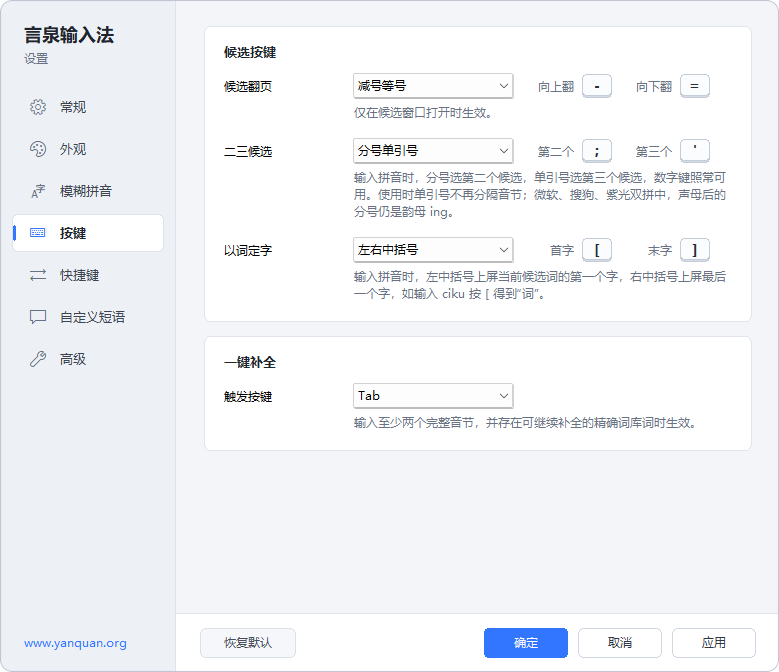 言泉输入法
设置
常规
外观
模糊拼音
按键
快捷键
自定义短语
高级
www.yanquan.org
候选按键
候选翻页 减号等号 向上翻 - 向下翻 =
仅在候选窗口打开时生效。
二三候选 分号单引号 第二个 ; 第三个 '
输入拼音时，分号选第二个候选，单引号选第三个候选，数字键照常可
用。使用时单引号不再分隔音节；微软、搜狗、紫光双拼中，声母后的
分号仍是韵母 ing。
以词定字 左右中括号 首字 [ 末字 ]
输入拼音时，左中括号上屏当前候选词的第一个字，右中括号上屏最后
一个字，如输入 ciku 按 [ 得到“词”。
一键补全
触发按键 Tab
输入至少两个完整音节，并存在可继续补全的精确词库词时生效。
恢复默认 确定 取消 应用